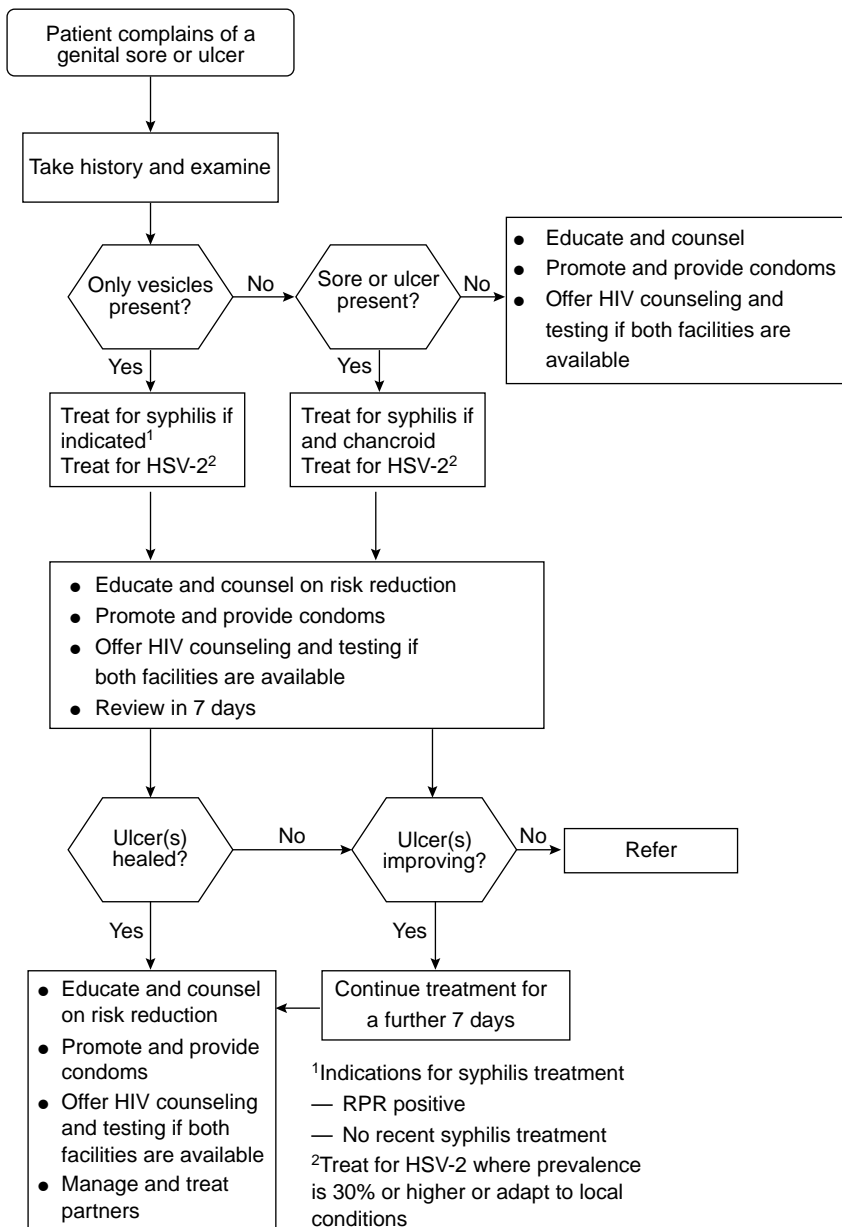 Patient complains of a
genital sore or ulcer
Take history and examine
Only vesicles
present?
No
Sore or ulcer
present?
No
● Educate and counsel
● Promote and provide condoms
● Offer HIV counseling and
testing if both facilities are
available
Yes
Yes
Treat for syphilis if
indicated¹
Treat for HSV-2²
Treat for syphilis if
and chancroid
Treat for HSV-2²
● Educate and counsel on risk reduction
● Promote and provide condoms
● Offer HIV counseling and testing if
both facilities are available
● Review in 7 days
Ulcer(s)
healed?
No
Ulcer(s)
improving?
No
Refer
Yes
Yes
● Educate and counsel
on risk reduction
● Promote and provide
condoms
● Offer HIV counseling
and testing if both
facilities are available
● Manage and treat
partners
Continue treatment for
a further 7 days
¹Indications for syphilis treatment
— RPR positive
— No recent syphilis treatment
²Treat for HSV-2 where prevalence
is 30% or higher or adapt to local
conditions